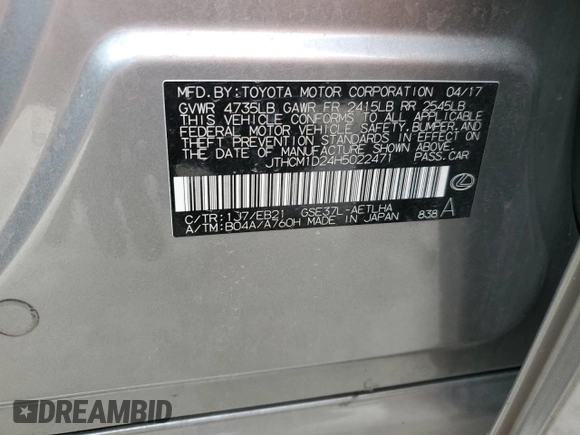 MFD. BY: TOYOTA MOTOR CORPORATION 04/17
GVWR 4735LB GAWR FR 2415LB RR 2545LB
THIS VEHICLE CONFORMS TO ALL APPLICABLE
FEDERAL MOTOR VEHICLE SAFETY, BUMPER, AND
THEFT PREVENTION STANDARDS IN EFFECT ON
THE DATE OF MANUFACTURE SHOWN ABOVE.
JTHCM1D24H5022471 PASS. CAR
C/TR: 1J7/EB21 GSE37L-AETLHA
A/TM: B04A/A760H MADE IN JAPAN 838 A
DREAMBID